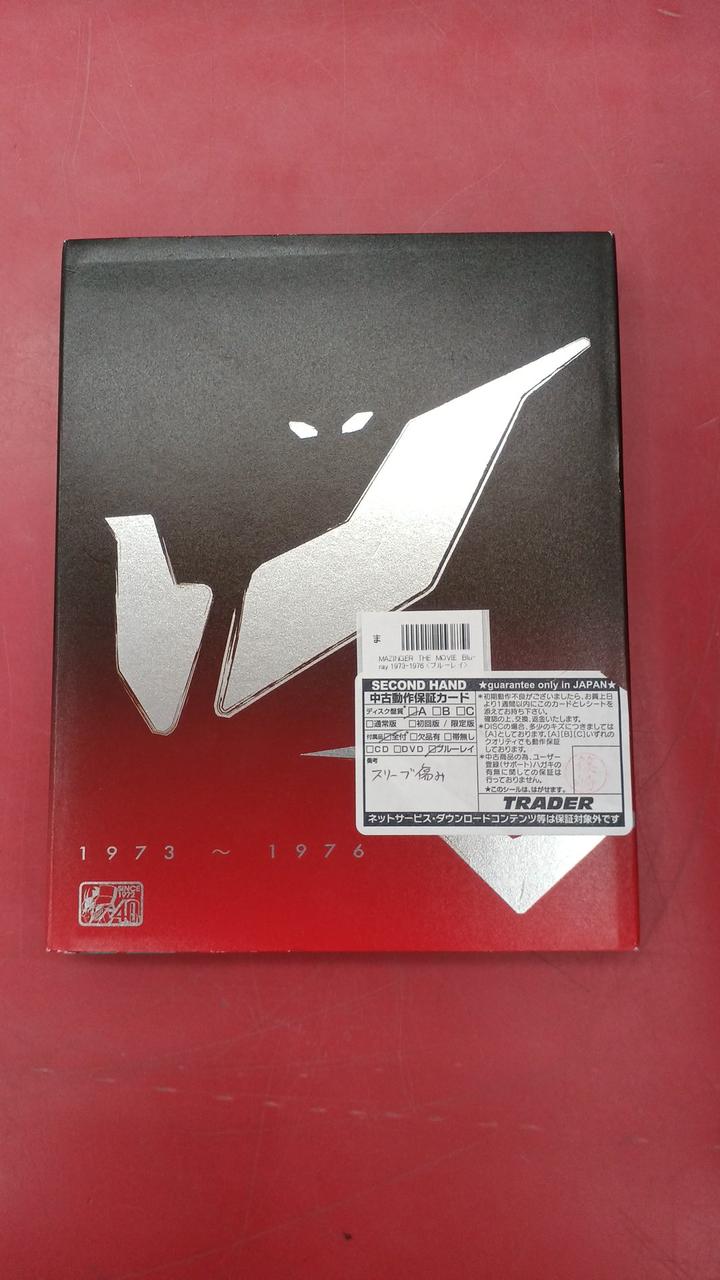 ま
MAZINGER THE MOVIE Blu-
ray 1973-1976〈ブルーレイ〉
SECOND HAND ★guarantee only in JAPAN★
中古動作保証カード
ディスク盤質 □A □B □C
□通常版 □初回版 / 限定版
付属品 □全付 □欠品有 □帯無し
□CD □DVD □ブルーレイ
備考
スリーブ傷み
★初期動作不良がございましたら、お買上日
より1週間以内にこのカードとレシートを
添えてお持ち下さい。
確認の上、交換、返金いたします。
★DISCの場合、多少のキズにつきましては
[A]としております。[A][B][C]いずれの
クオリティでも動作保証
しております。
★中古商品の為、ユーザー
登録(サポート)ハガキの
有無に関しての保証は
行っておりません。
★このシールは、はがせます。
TRADER
ネットサービス・ダウンロードコンテンツ等は保証対象外です
1973 ～ 1976
SINCE
1972
40